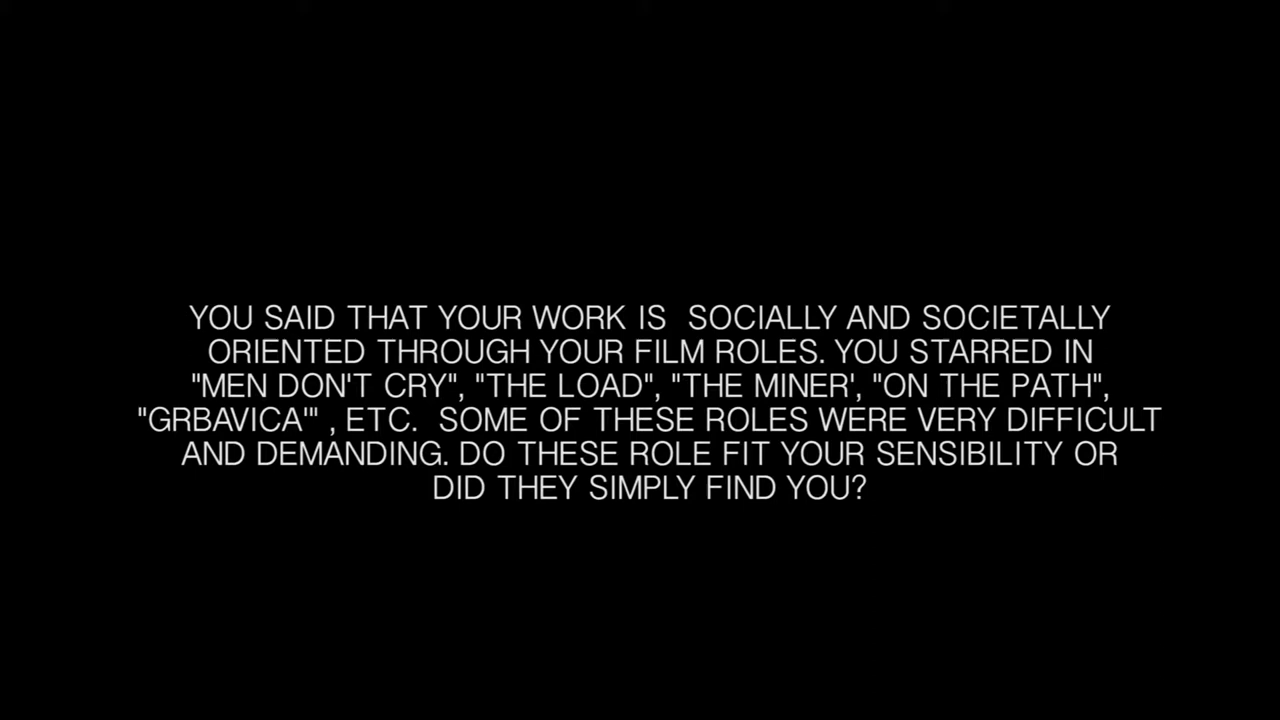 YOU SAID THAT YOUR WORK IS  SOCIALLY AND SOCIETALLY
ORIENTED THROUGH YOUR FILM ROLES. YOU STARRED IN
"MEN DON'T CRY", "THE LOAD", "THE MINER', "ON THE PATH",
"GRBAVICA'" , ETC.  SOME OF THESE ROLES WERE VERY DIFFICULT
AND DEMANDING. DO THESE ROLE FIT YOUR SENSIBILITY OR
DID THEY SIMPLY FIND YOU?